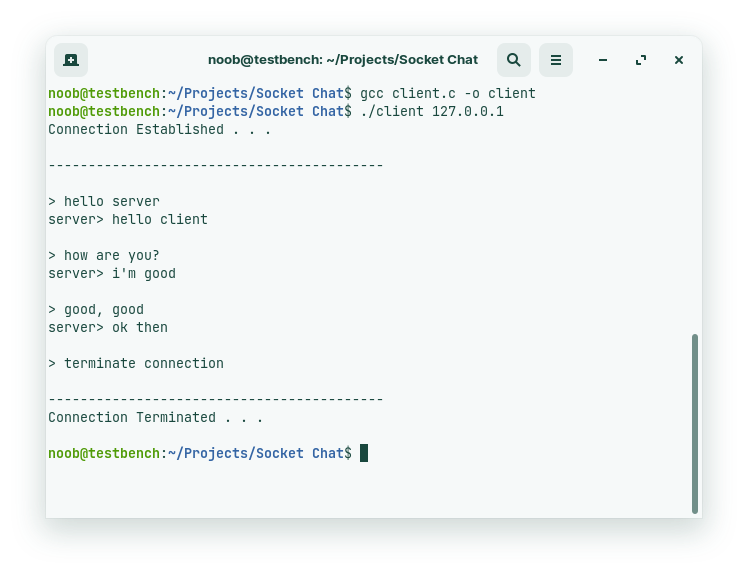 noob@testbench: ~/Projects/Socket Chat
noob@testbench:~/Projects/Socket Chat$ gcc client.c -o client
noob@testbench:~/Projects/Socket Chat$ ./client 127.0.0.1
Connection Established . . .
------------------------------------------
> hello server
server> hello client
> how are you?
server> i'm good
> good, good
server> ok then
> terminate connection
------------------------------------------
Connection Terminated . . .
noob@testbench:~/Projects/Socket Chat$